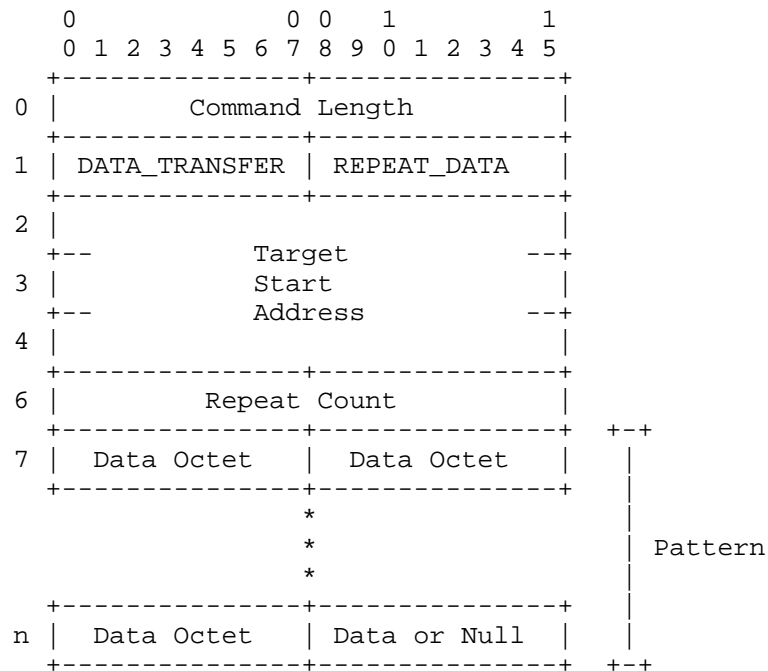 0 0 0 1 1
0 1 2 3 4 5 6 7 8 9 0 1 2 3 4 5
+---------------+---------------+
0 | Command Length |
+---------------+---------------+
1 | DATA_TRANSFER | REPEAT_DATA |
+---------------+---------------+
2 | |
+-- Target --+
3 | Start |
+-- Address --+
4 | |
+---------------+---------------+
6 | Repeat Count |
+---------------+---------------+ +-+
7 | Data Octet | Data Octet | |
+---------------+---------------+ |
* |
* | Pattern
* |
+---------------+---------------+ |
n | Data Octet | Data or Null | |
+---------------+---------------+ +-+